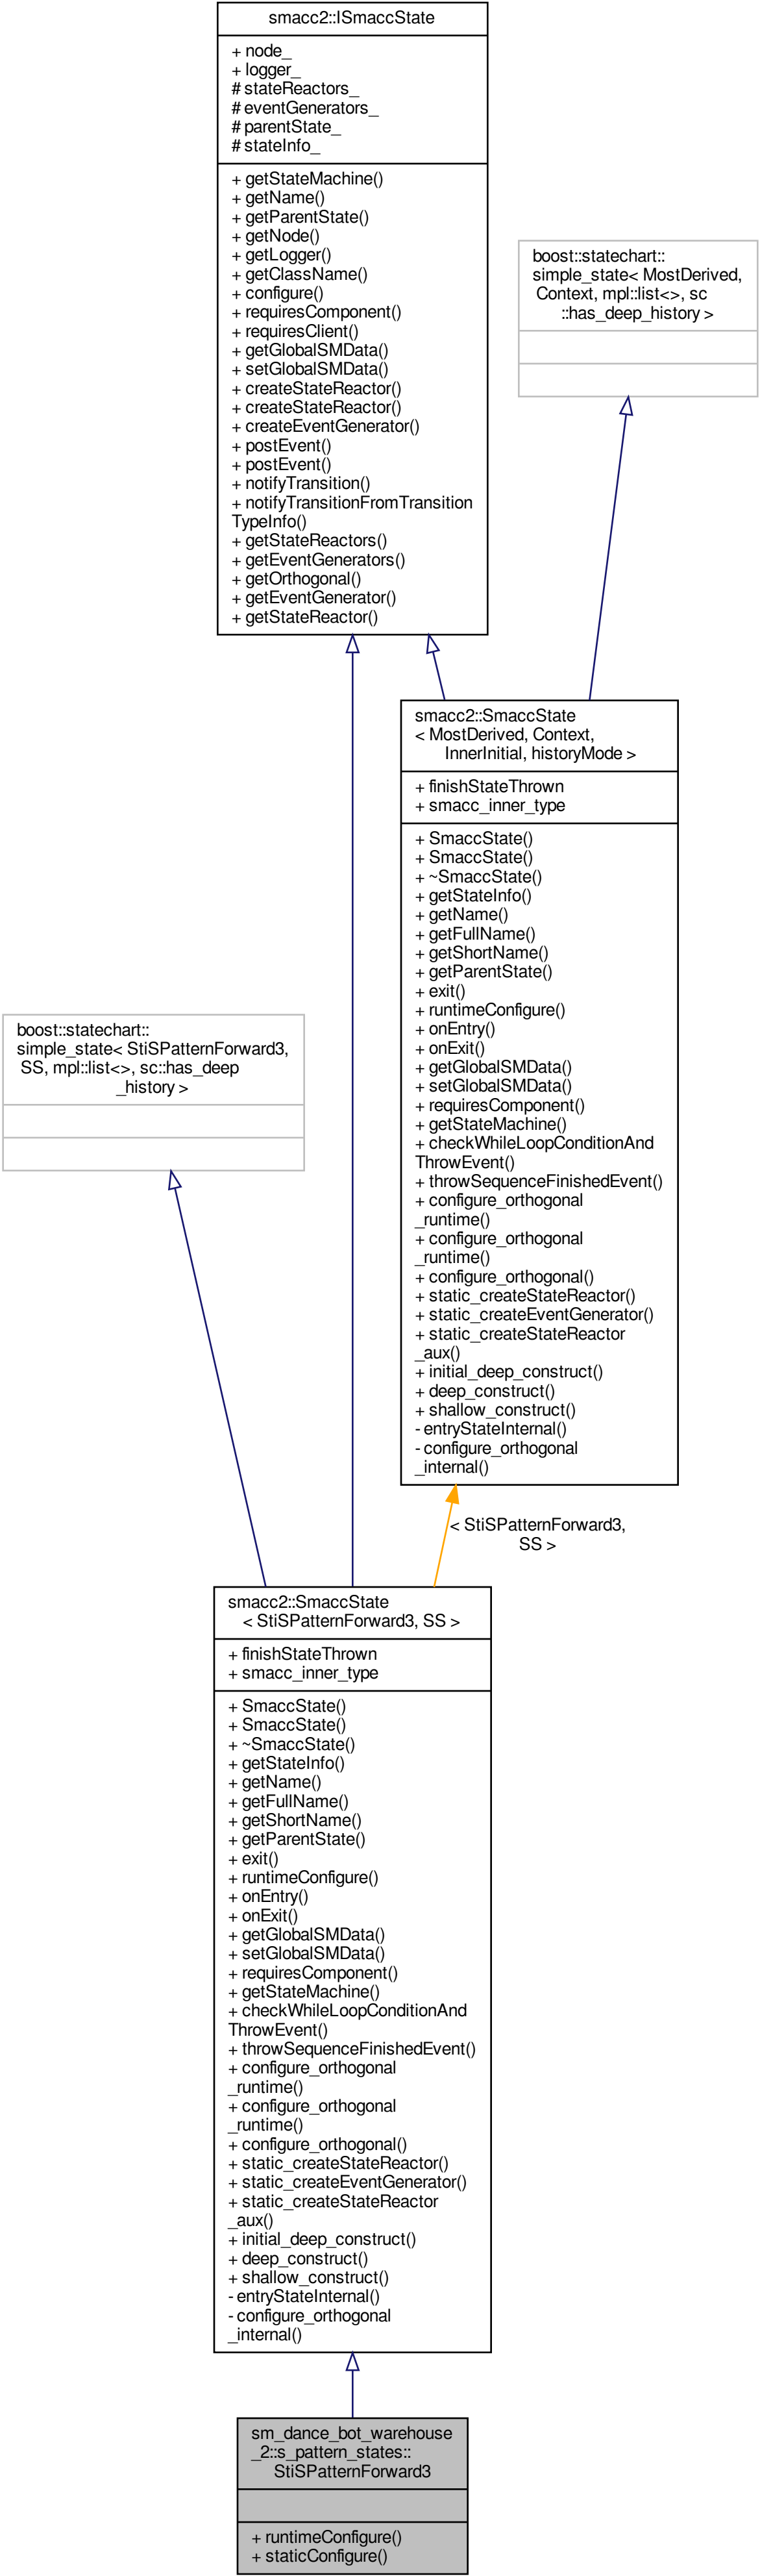 smacc2::ISmaccState
+ node_
+ logger_
# stateReactors_
# eventGenerators_
# parentState_
# stateInfo_
+ getStateMachine()
+ getName()
+ getParentState()
+ getNode()
+ getLogger()
+ getClassName()
+ configure()
+ requiresComponent()
+ requiresClient()
+ getGlobalSMData()
+ setGlobalSMData()
+ createStateReactor()
+ createStateReactor()
+ createEventGenerator()
+ postEvent()
+ postEvent()
+ notifyTransition()
+ notifyTransitionFromTransition
TypeInfo()
+ getStateReactors()
+ getEventGenerators()
+ getOrthogonal()
+ getEventGenerator()
+ getStateReactor()
boost::statechart::
simple_state< MostDerived,
Context, mpl::list<>, sc
::has_deep_history >
smacc2::SmaccState
< MostDerived, Context,
InnerInitial, historyMode >
+ finishStateThrown
+ smacc_inner_type
+ SmaccState()
+ SmaccState()
+ ~SmaccState()
+ getStateInfo()
+ getName()
+ getFullName()
+ getShortName()
+ getParentState()
+ exit()
+ runtimeConfigure()
+ onEntry()
+ onExit()
+ getGlobalSMData()
+ setGlobalSMData()
+ requiresComponent()
+ getStateMachine()
+ checkWhileLoopConditionAnd
ThrowEvent()
+ throwSequenceFinishedEvent()
+ configure_orthogonal
_runtime()
+ configure_orthogonal
_runtime()
+ configure_orthogonal()
+ static_createStateReactor()
+ static_createEventGenerator()
+ static_createStateReactor
_aux()
+ initial_deep_construct()
+ deep_construct()
+ shallow_construct()
- entryStateInternal()
- configure_orthogonal
_internal()
boost::statechart::
simple_state< StiSPatternForward3,
SS, mpl::list<>, sc::has_deep
_history >
< StiSPatternForward3,
SS >
smacc2::SmaccState
< StiSPatternForward3, SS >
+ finishStateThrown
+ smacc_inner_type
+ SmaccState()
+ SmaccState()
+ ~SmaccState()
+ getStateInfo()
+ getName()
+ getFullName()
+ getShortName()
+ getParentState()
+ exit()
+ runtimeConfigure()
+ onEntry()
+ onExit()
+ getGlobalSMData()
+ setGlobalSMData()
+ requiresComponent()
+ getStateMachine()
+ checkWhileLoopConditionAnd
ThrowEvent()
+ throwSequenceFinishedEvent()
+ configure_orthogonal
_runtime()
+ configure_orthogonal
_runtime()
+ configure_orthogonal()
+ static_createStateReactor()
+ static_createEventGenerator()
+ static_createStateReactor
_aux()
+ initial_deep_construct()
+ deep_construct()
+ shallow_construct()
- entryStateInternal()
- configure_orthogonal
_internal()
sm_dance_bot_warehouse
_2::s_pattern_states::
StiSPatternForward3
+ runtimeConfigure()
+ staticConfigure()